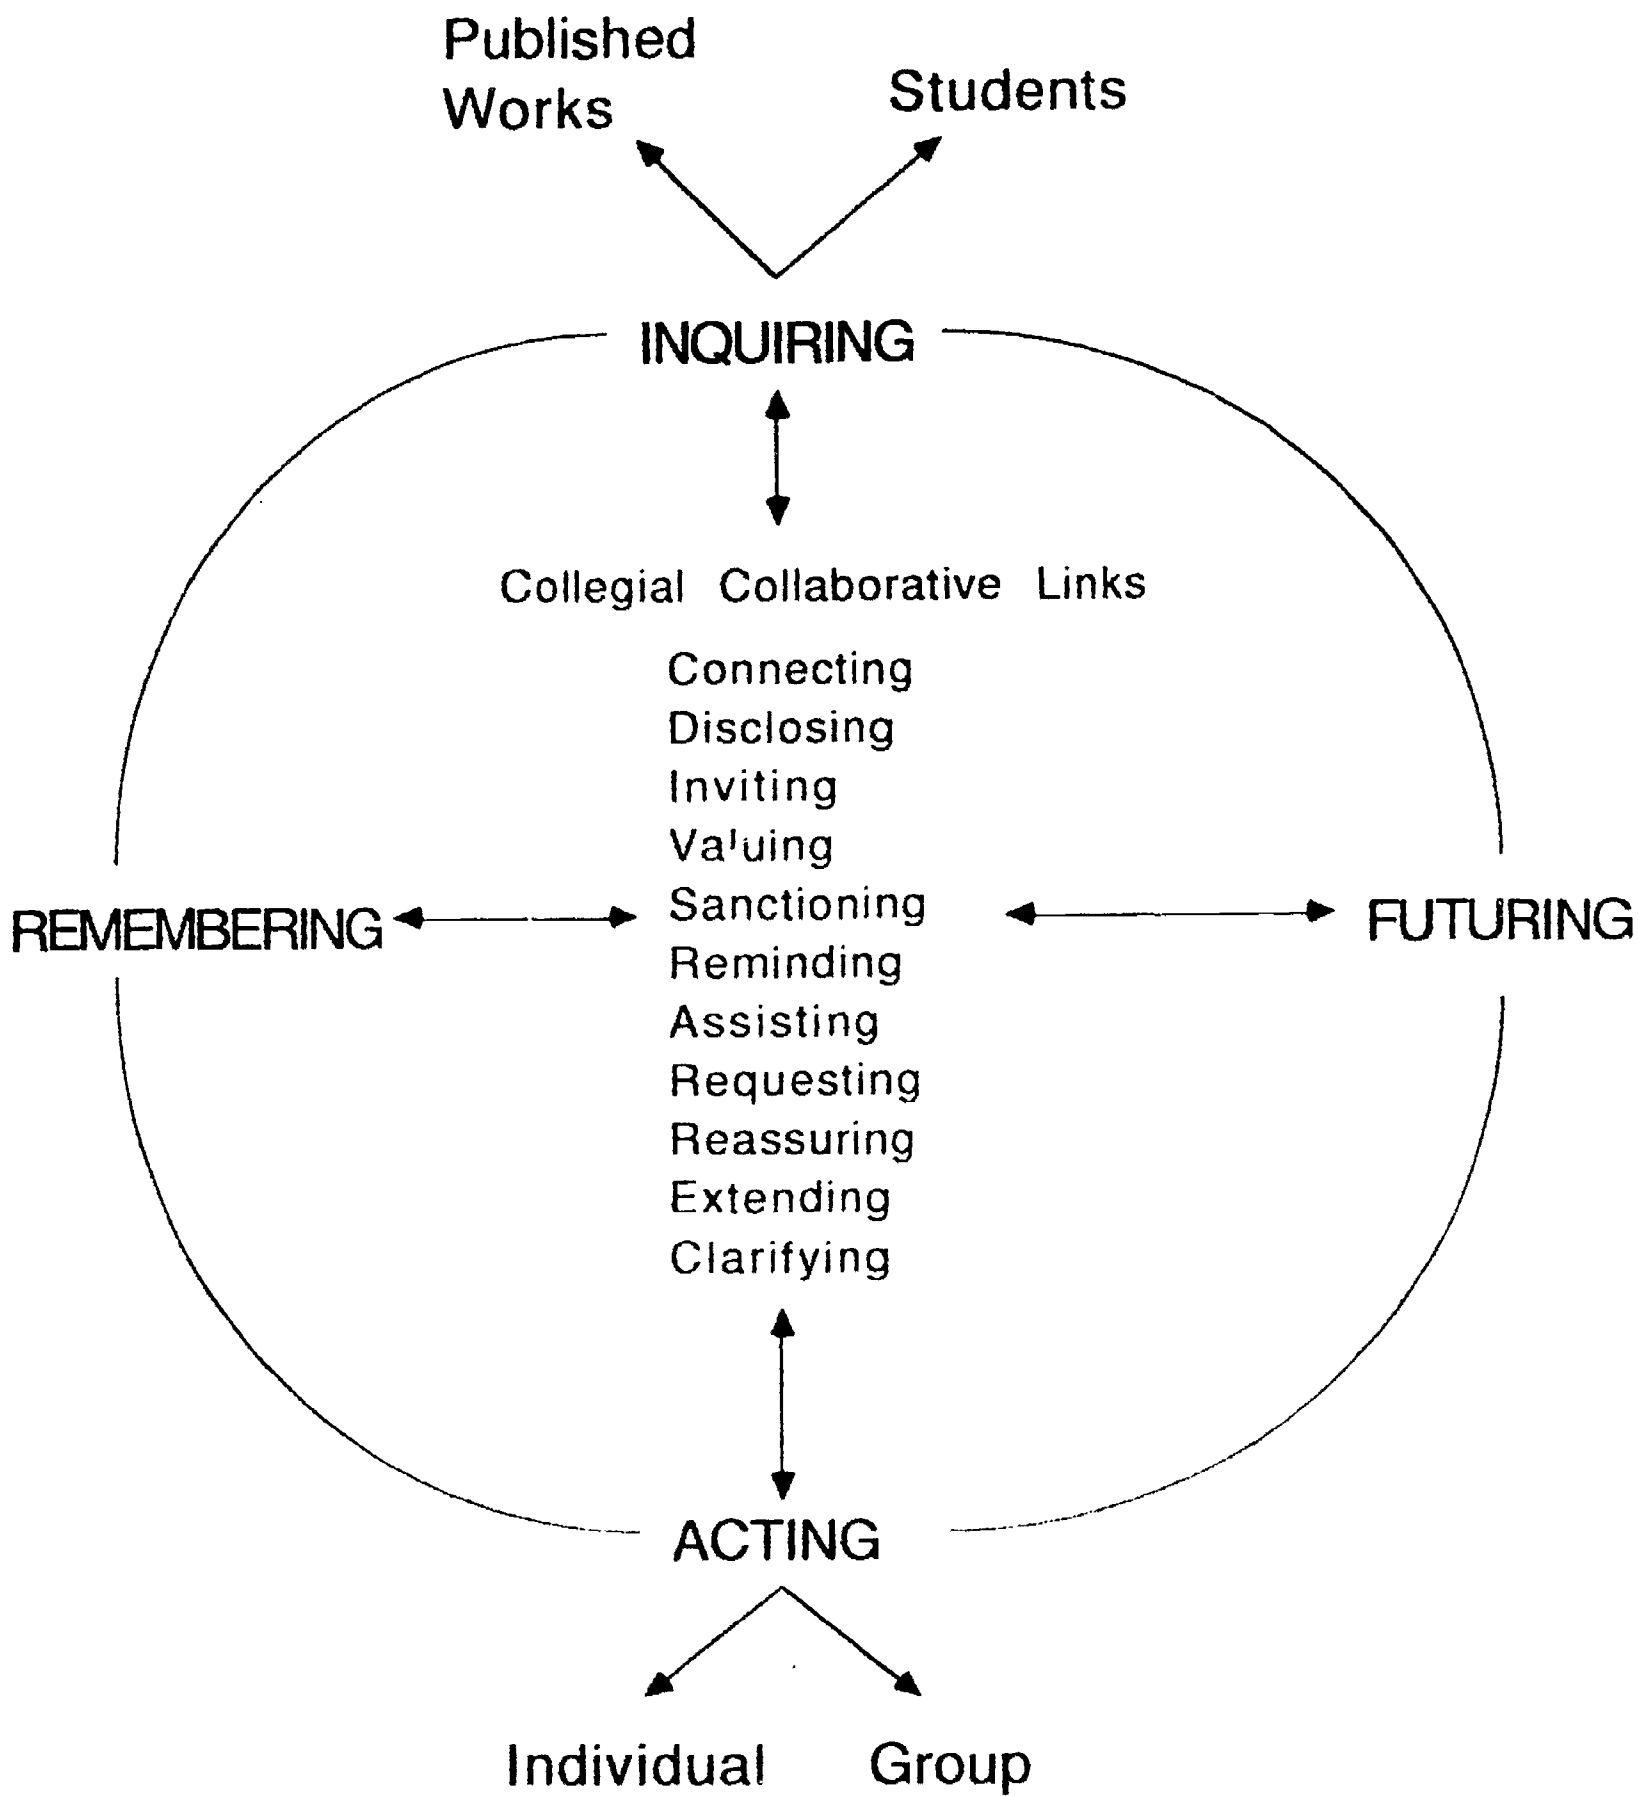 Published
Works
Students
INQUIRING
Collegial Collaborative Links
Connecting
Disclosing
Inviting
Valuing
Sanctioning
REMEMBERING
FUTURING
Reminding
Assisting
Requesting
Reassuring
Extending
Clarifying
ACTING
Individual
Group